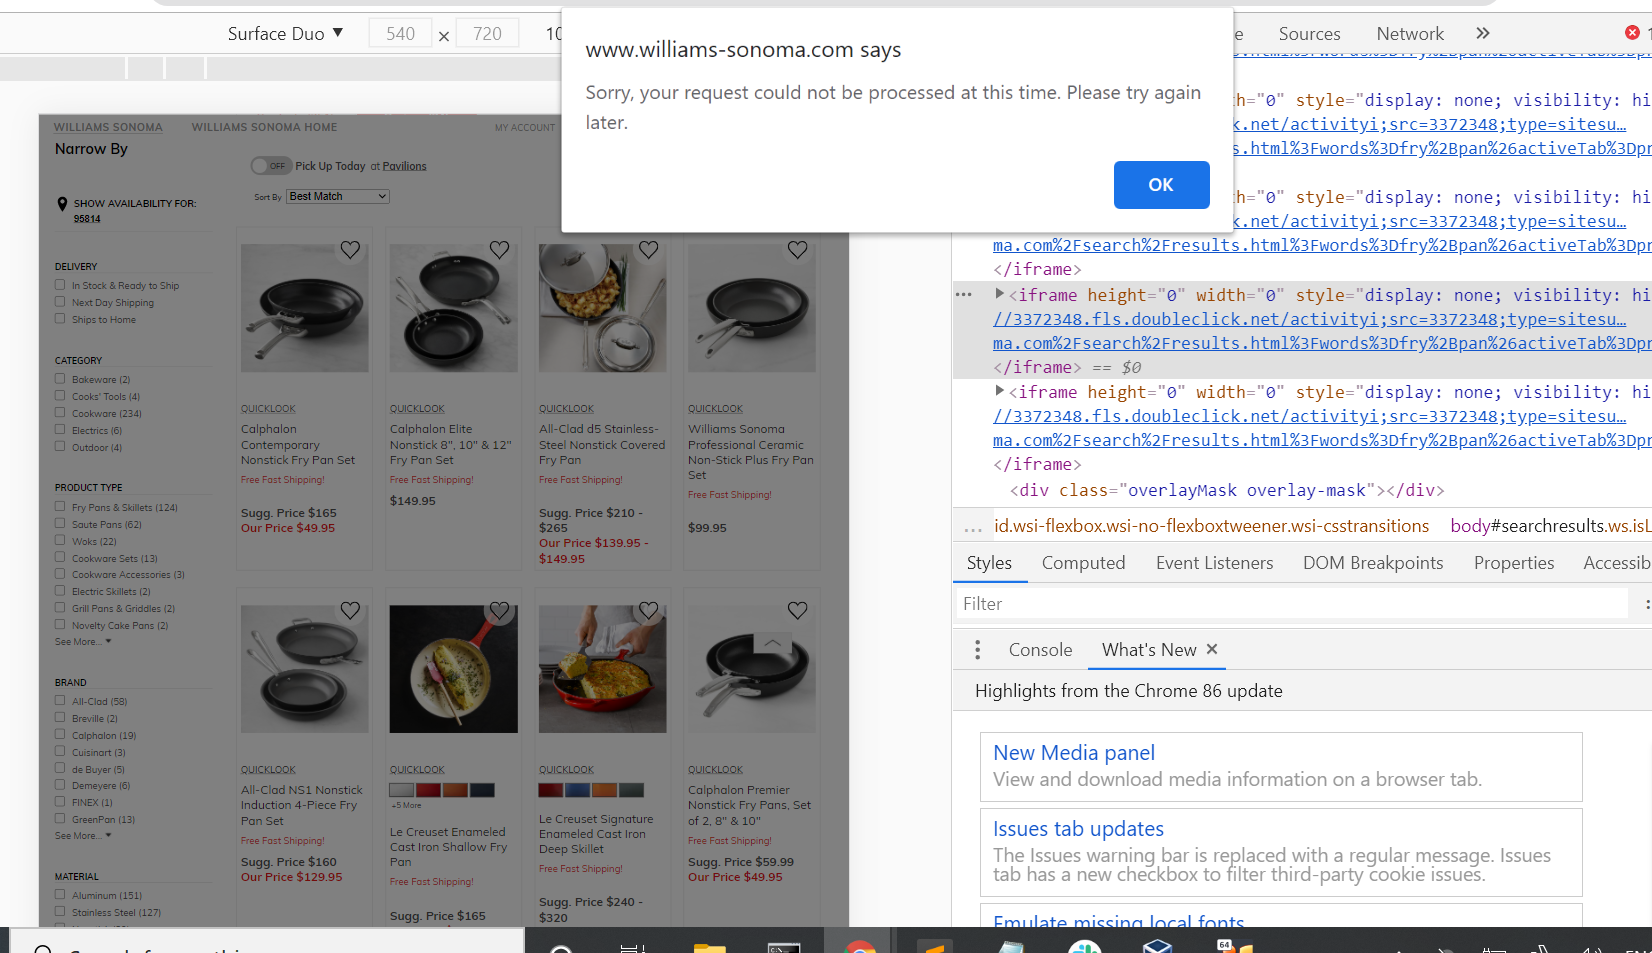 Surface Duo ▼
540 × 720
10
www.williams-sonoma.com says
Sorry, your request could not be processed at this time. Please try again
later.
OK
Sources
Network
WILLIAMS SONOMA
WILLIAMS SONOMA HOME
MY ACCOUNT
Narrow By
OFF Pick Up Today at Pavilions
Sort By Best Match
SHOW AVAILABILITY FOR:
95814
DELIVERY
In Stock & Ready to Ship
Next Day Shipping
Ships to Home
CATEGORY
Bakeware (2)
Cooks' Tools (4)
Cookware (234)
Electrics (6)
Outdoor (4)
PRODUCT TYPE
Fry Pans & Skillets (124)
Saute Pans (62)
Woks (22)
Cookware Sets (13)
Cookware Accessories (3)
Electric Skillets (2)
Grill Pans & Griddles (2)
Novelty Cake Pans (2)
See More...
BRAND
All-Clad (58)
Breville (2)
Calphalon (19)
Cuisinart (3)
de Buyer (5)
Demeyere (6)
FINEX (1)
GreenPan (13)
See More...
MATERIAL
Aluminum (151)
Stainless Steel (127)
QUICKLOOK
Calphalon
Contemporary
Nonstick Fry Pan Set
Free Fast Shipping!
Sugg. Price $165
Our Price $49.95
QUICKLOOK
Calphalon Elite
Nonstick 8", 10" & 12"
Fry Pan Set
Free Fast Shipping!
$149.95
QUICKLOOK
All-Clad d5 Stainless-
Steel Nonstick Covered
Fry Pan
Free Fast Shipping!
Sugg. Price $210 -
$265
Our Price $139.95 -
$149.95
QUICKLOOK
Williams Sonoma
Professional Ceramic
Non-Stick Plus Fry Pan
Set
Free Fast Shipping!
$99.95
QUICKLOOK
All-Clad NS1 Nonstick
Induction 4-Piece Fry
Pan Set
Free Fast Shipping!
Sugg. Price $160
Our Price $129.95
QUICKLOOK
+5 More
Le Creuset Enameled
Cast Iron Shallow Fry
Pan
Free Fast Shipping!
Sugg. Price $165
QUICKLOOK
Le Creuset Signature
Enameled Cast Iron
Deep Skillet
Free Fast Shipping!
Sugg. Price $240 -
$320
QUICKLOOK
Calphalon Premier
Nonstick Fry Pans, Set
of 2, 8" & 10"
Free Fast Shipping!
Sugg. Price $59.99
Our Price $49.95
th="0" style="display: none; visibility: hi
k.net/activityi;src=3372348;type=sitesu…
s.html%3Fwords%3Dfry%2Bpan%26activeTab%3Dpr
th="0" style="display: none; visibility: hi
k.net/activityi;src=3372348;type=sitesu…
ma.com%2Fsearch%2Fresults.html%3Fwords%3Dfry%2Bpan%26activeTab%3Dpr
</iframe>
<iframe height="0" width="0" style="display: none; visibility: hi
//3372348.fls.doubleclick.net/activityi;src=3372348;type=sitesu…
ma.com%2Fsearch%2Fresults.html%3Fwords%3Dfry%2Bpan%26activeTab%3Dpr
</iframe> == $0
<iframe height="0" width="0" style="display: none; visibility: hi
//3372348.fls.doubleclick.net/activityi;src=3372348;type=sitesu…
ma.com%2Fsearch%2Fresults.html%3Fwords%3Dfry%2Bpan%26activeTab%3Dpr
</iframe>
<div class="overlayMask overlay-mask"></div>
... id.wsi-flexbox.wsi-no-flexboxtweener.wsi-csstransitions body#searchresults.ws.isL
Styles Computed Event Listeners DOM Breakpoints Properties Accessib
Filter
Console What's New ×
Highlights from the Chrome 86 update
New Media panel
View and download media information on a browser tab.
Issues tab updates
The Issues warning bar is replaced with a regular message. Issues
tab has a new checkbox to filter third-party cookie issues.
Emulate missing local fonts
64